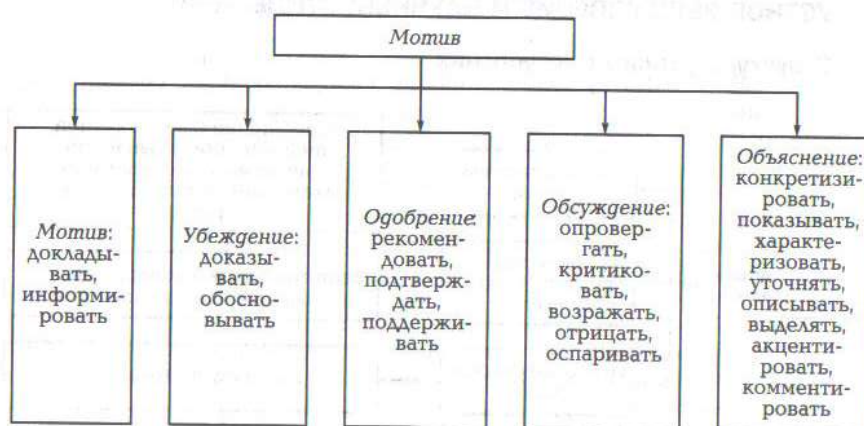 Мотив
Мотив:
доклады-
вать,
информи-
ровать
Убеждение:
доказы-
вать,
обосно-
вывать
Одобрение:
рекомен-
довать,
подтверж-
дать,
поддержи-
вать
Обсуждение:
опровер-
гать,
критико-
вать,
возражать,
отрицать,
оспаривать
Объяснение:
конкретизи-
ровать,
показывать,
характе-
ризовать,
уточнять,
описывать,
выделять,
акценти-
ровать,
комменти-
ровать